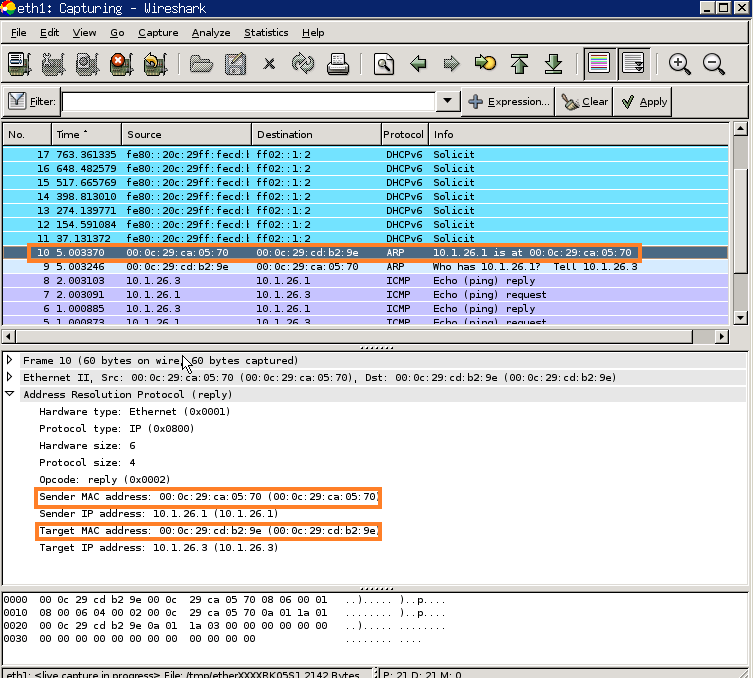 eth1: Capturing - Wireshark
File Edit View Go Capture Analyze Statistics Help
Filter: Expression... Clear Apply
No. Time Source Destination Protocol Info
17 763.361335 fe80::20c:29ff:fecd:b ff02::1:2 DHCPv6 Solicit
16 648.482579 fe80::20c:29ff:fecd:b ff02::1:2 DHCPv6 Solicit
15 517.665769 fe80::20c:29ff:fecd:b ff02::1:2 DHCPv6 Solicit
14 398.813010 fe80::20c:29ff:fecd:b ff02::1:2 DHCPv6 Solicit
13 274.139771 fe80::20c:29ff:fecd:b ff02::1:2 DHCPv6 Solicit
12 154.591084 fe80::20c:29ff:fecd:b ff02::1:2 DHCPv6 Solicit
11 37.131372 fe80::20c:29ff:fecd:b ff02::1:2 DHCPv6 Solicit
10 5.003370 00:0c:29:ca:05:70 00:0c:29:cd:b2:9e ARP 10.1.26.1 is at 00:0c:29:ca:05:70
9 5.003246 00:0c:29:cd:b2:9e 00:0c:29:ca:05:70 ARP Who has 10.1.26.1? Tell 10.1.26.3
8 2.003103 10.1.26.3 10.1.26.1 ICMP Echo (ping) reply
7 2.003091 10.1.26.1 10.1.26.3 ICMP Echo (ping) request
6 1.000885 10.1.26.3 10.1.26.1 ICMP Echo (ping) reply
5 1.000873 10.1.26.1 10.1.26.3 ICMP Echo (ping) request
Frame 10 (60 bytes on wire, 60 bytes captured)
Ethernet II, Src: 00:0c:29:ca:05:70 (00:0c:29:ca:05:70), Dst: 00:0c:29:cd:b2:9e (00:0c:29:cd:b2:9e)
Address Resolution Protocol (reply)
Hardware type: Ethernet (0x0001)
Protocol type: IP (0x0800)
Hardware size: 6
Protocol size: 4
Opcode: reply (0x0002)
Sender MAC address: 00:0c:29:ca:05:70 (00:0c:29:ca:05:70)
Sender IP address: 10.1.26.1 (10.1.26.1)
Target MAC address: 00:0c:29:cd:b2:9e (00:0c:29:cd:b2:9e)
Target IP address: 10.1.26.3 (10.1.26.3)
0000 00 0c 29 cd b2 9e 00 0c 29 ca 05 70 08 06 00 01 ..)..... )..p....
0010 08 00 06 04 00 02 00 0c 29 ca 05 70 0a 01 1a 01 ........ )..p....
0020 00 0c 29 cd b2 9e 0a 01 1a 03 00 00 00 00 00 00 ..)..... ........
0030 00 00 00 00 00 00 00 00 00 00 00 00 ........ ....
eth1: <live capture in progress> File: /tmp/etherXXXXRK05S1 2142 Bytes P: 21 D: 21 M: 0